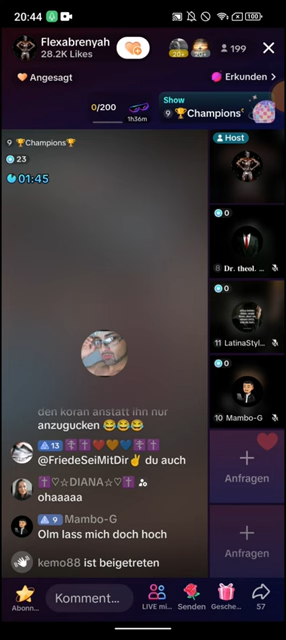 20:44
100
Flexabrenyah
28.2K Likes
20+
20+
199
Angesagt
Erkunden >
0/200
1h36m
Show
9 🏆Champions'
9 🏆Champions🏆
23
01:45
Host
0
8 Dr. theol. ...
0
11 LatinaStyl...
0
10 Mambo-G
den koran anstatt ihn nur
anzugucken 😂😂😂
13
@FriedeSeiMitDir✌ du auch
✝♡☆DIANA☆♡✝
ohaaaaa
9 Mambo-G
Olm lass mich doch hoch
kemo88 ist beigetreten
+
Anfragen
+
Anfragen
Abonn...
Komment...
LIVE mi...
Senden
Gesche...
57